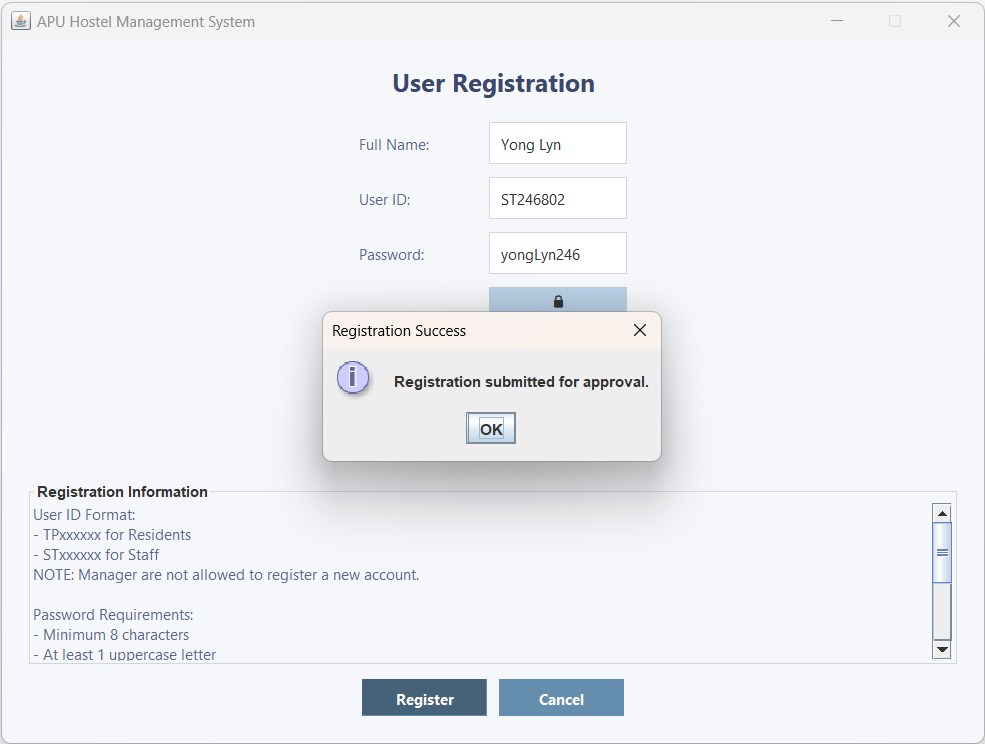 APU Hostel Management System
User Registration
Full Name:
Yong Lyn
User ID:
ST246802
Password:
yongLyn246
Registration Success
Registration submitted for approval.
OK
Registration Information
User ID Format:
- TPxxxxxx for Residents
- STxxxxxx for Staff
NOTE: Manager are not allowed to register a new account.
Password Requirements:
- Minimum 8 characters
- At least 1 uppercase letter
Register
Cancel